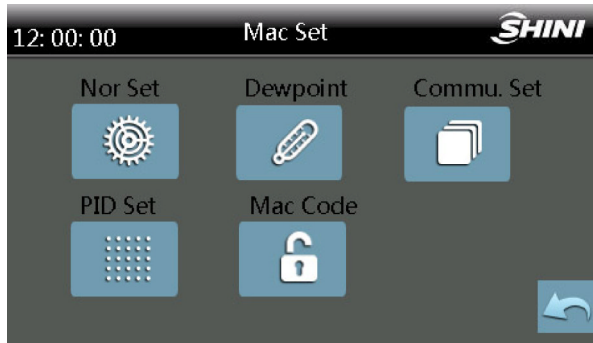 12: 00: 00 Mac Set SHINI
Nor Set Dewpoint Commu. Set
PID Set Mac Code